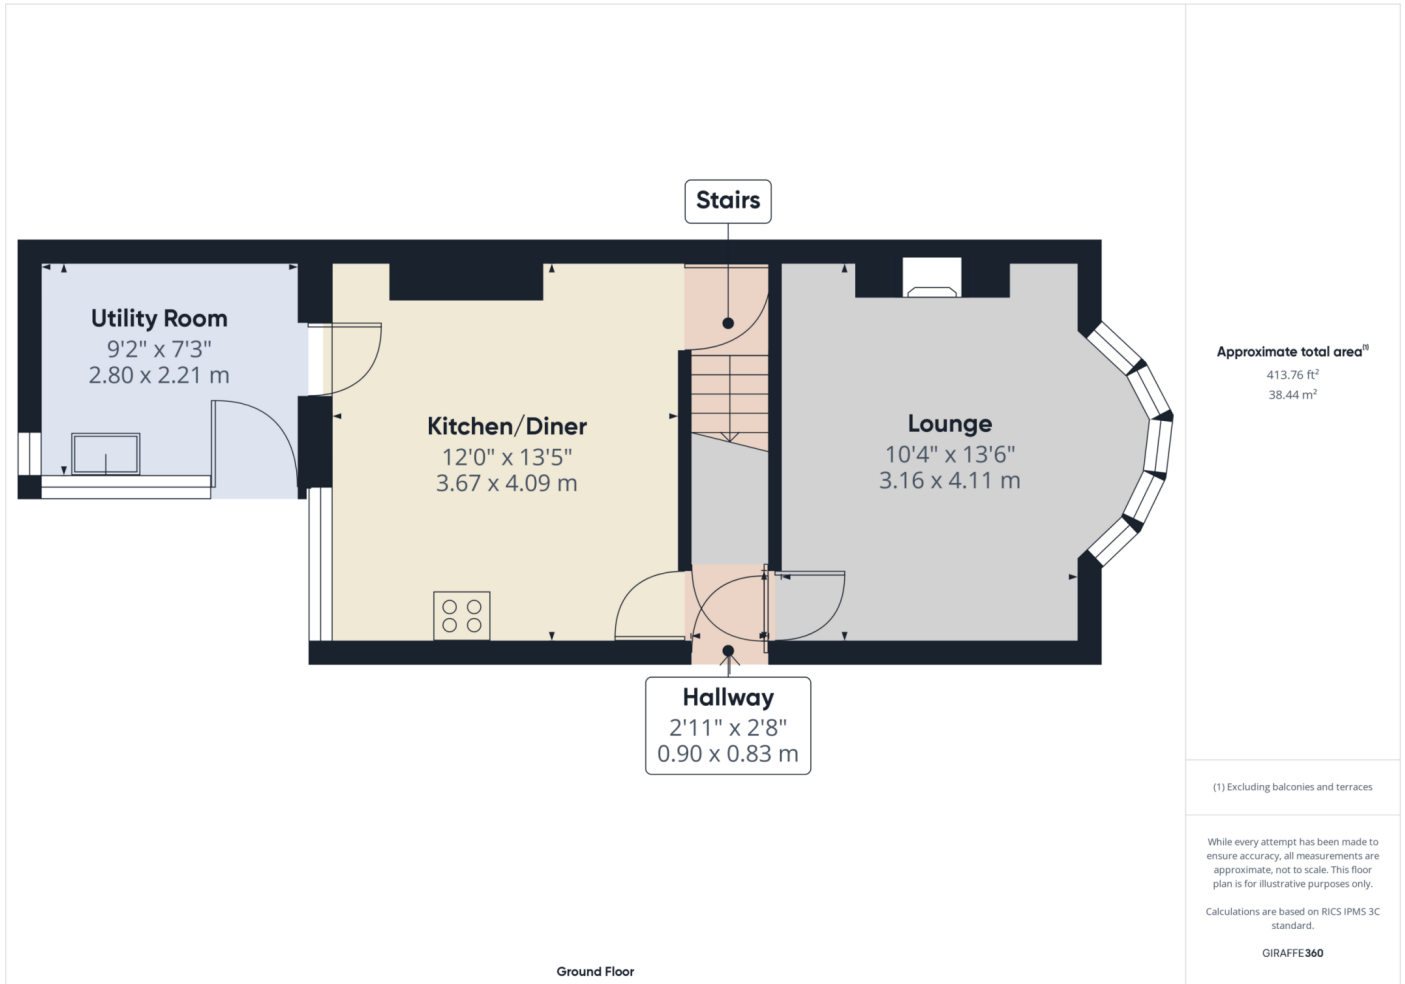 Stairs
Utility Room
9'2" x 7'3"
2.80 x 2.21 m
Kitchen/Diner
12'0" x 13'5"
3.67 x 4.09 m
Lounge
10'4" x 13'6"
3.16 x 4.11 m
Hallway
2'11" x 2'8"
0.90 x 0.83 m
Ground Floor
Approximate total area(1)
413.76 ft²
38.44 m²
(1) Excluding balconies and terraces
While every attempt has been made to
ensure accuracy, all measurements are
approximate, not to scale. This floor
plan is for illustrative purposes only.
Calculations are based on RICS IPMS 3C
standard.
GIRAFFE360